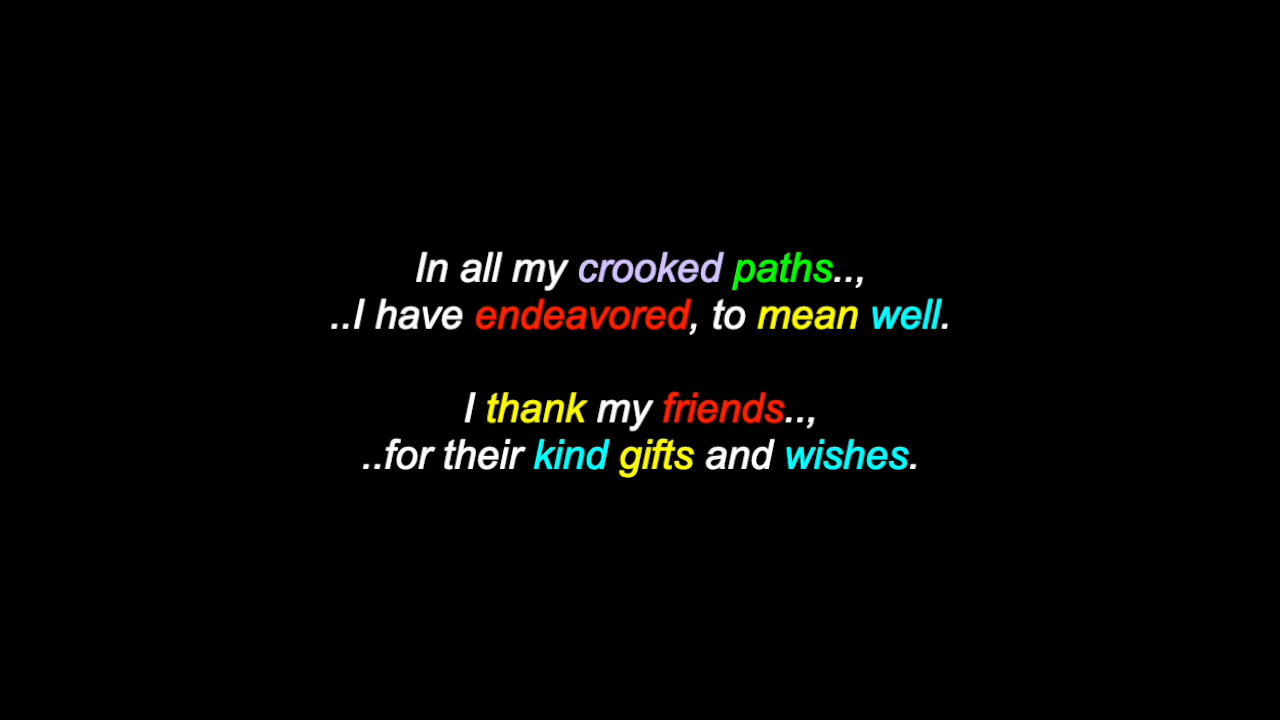 In all my crooked paths..,
..I have endeavored, to mean well.
I thank my friends..,
..for their kind gifts and wishes.